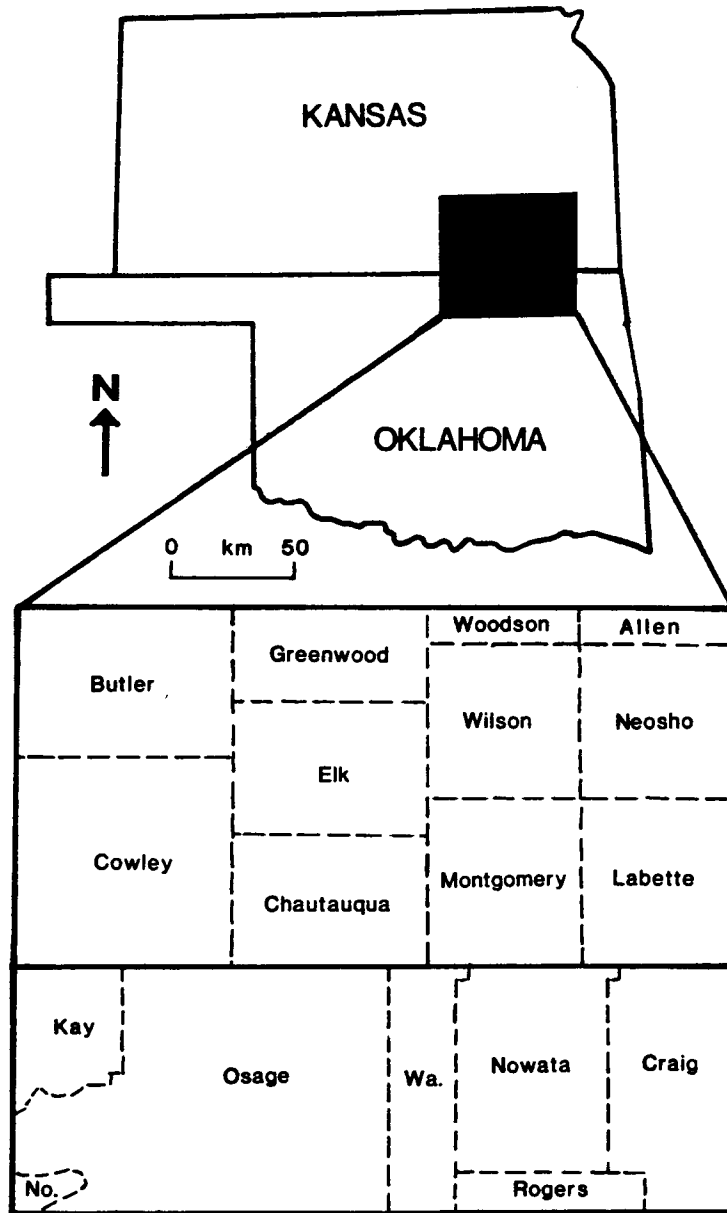 KANSAS
N
OKLAHOMA
0 km 50
Woodson Allen
Greenwood
Butler
Wilson Neosho
Elk
Cowley
Chautauqua
Montgomery Labette
Kay
Osage Wa. Nowata Craig
No.
Rogers